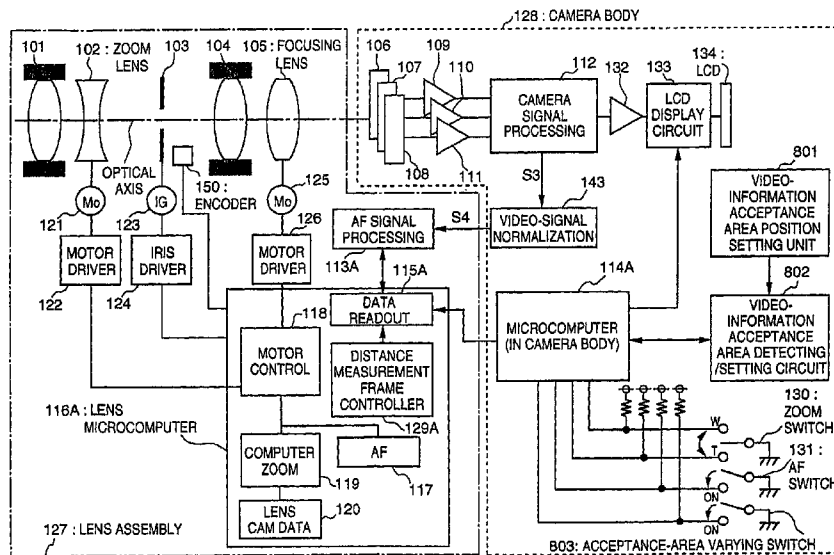 128 : CAMERA BODY
101
102 : ZOOM
LENS
103
104
105 : FOCUSING
LENS
106
107
108
109
110
111
112
CAMERA
SIGNAL
PROCESSING
132
133
LCD
DISPLAY
CIRCUIT
134 : LCD
OPTICAL
AXIS
150 : ENCODER
S3
143
VIDEO-SIGNAL
NORMALIZATION
S4
801
VIDEO-
INFORMATION
ACCEPTANCE
AREA POSITION
SETTING UNIT
121
Mo
123
IG
125
Mo
126
MOTOR
DRIVER
122
IRIS
DRIVER
124
MOTOR
DRIVER
AF SIGNAL
PROCESSING
113A
115A
DATA
READOUT
114A
MICROCOMPUTER
(IN CAMERA BODY)
802
VIDEO-
INFORMATION
ACCEPTANCE
AREA DETECTING
/SETTING CIRCUIT
118
MOTOR
CONTROL
DISTANCE
MEASUREMENT
FRAME
CONTROLLER
129A
116A : LENS
MICROCOMPUTER
COMPUTER
ZOOM
119
AF
117
LENS
CAM DATA
120
W
T
130 :
ZOOM
SWITCH
131 :
AF
SWITCH
ON
ON
127 : LENS ASSEMBLY
803: ACCEPTANCE-AREA VARYING SWITCH